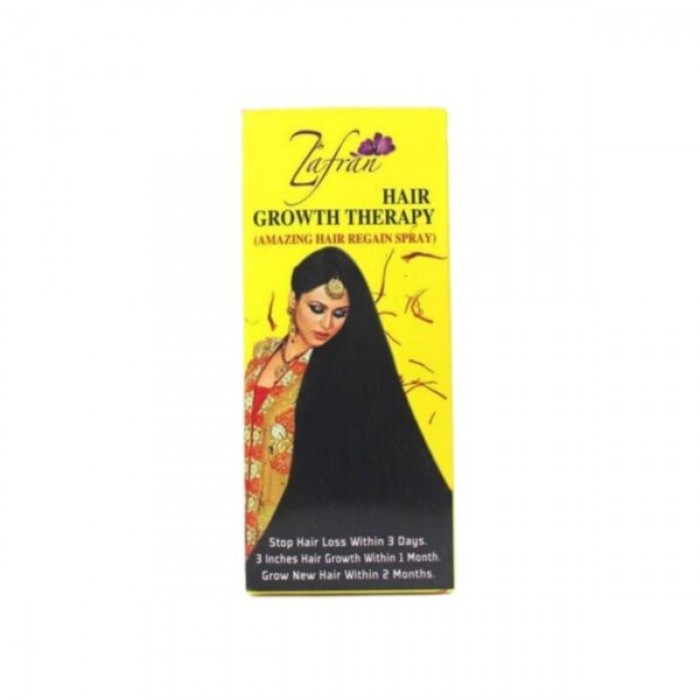 Zafran
HAIR
GROWTH THERAPY
(AMAZING HAIR REGAIN SPRAY)
Stop Hair Loss Within 3 Days.
3 Inches Hair Growth Within 1 Month.
Grow New Hair Within 2 Months.